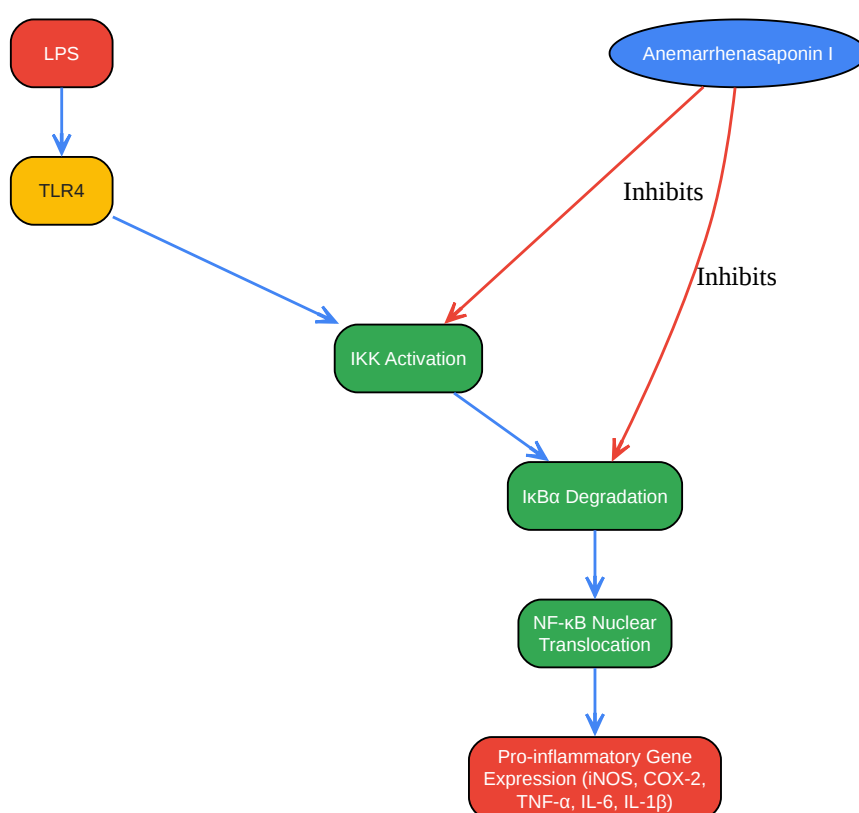 LPS
Anemarrhenasaponin I
TLR4
Inhibits
Inhibits
IKK Activation
IκBα Degradation
NF-κB Nuclear
Translocation
Pro-inflammatory Gene
Expression (iNOS, COX-2,
TNF-α, IL-6, IL-1β)